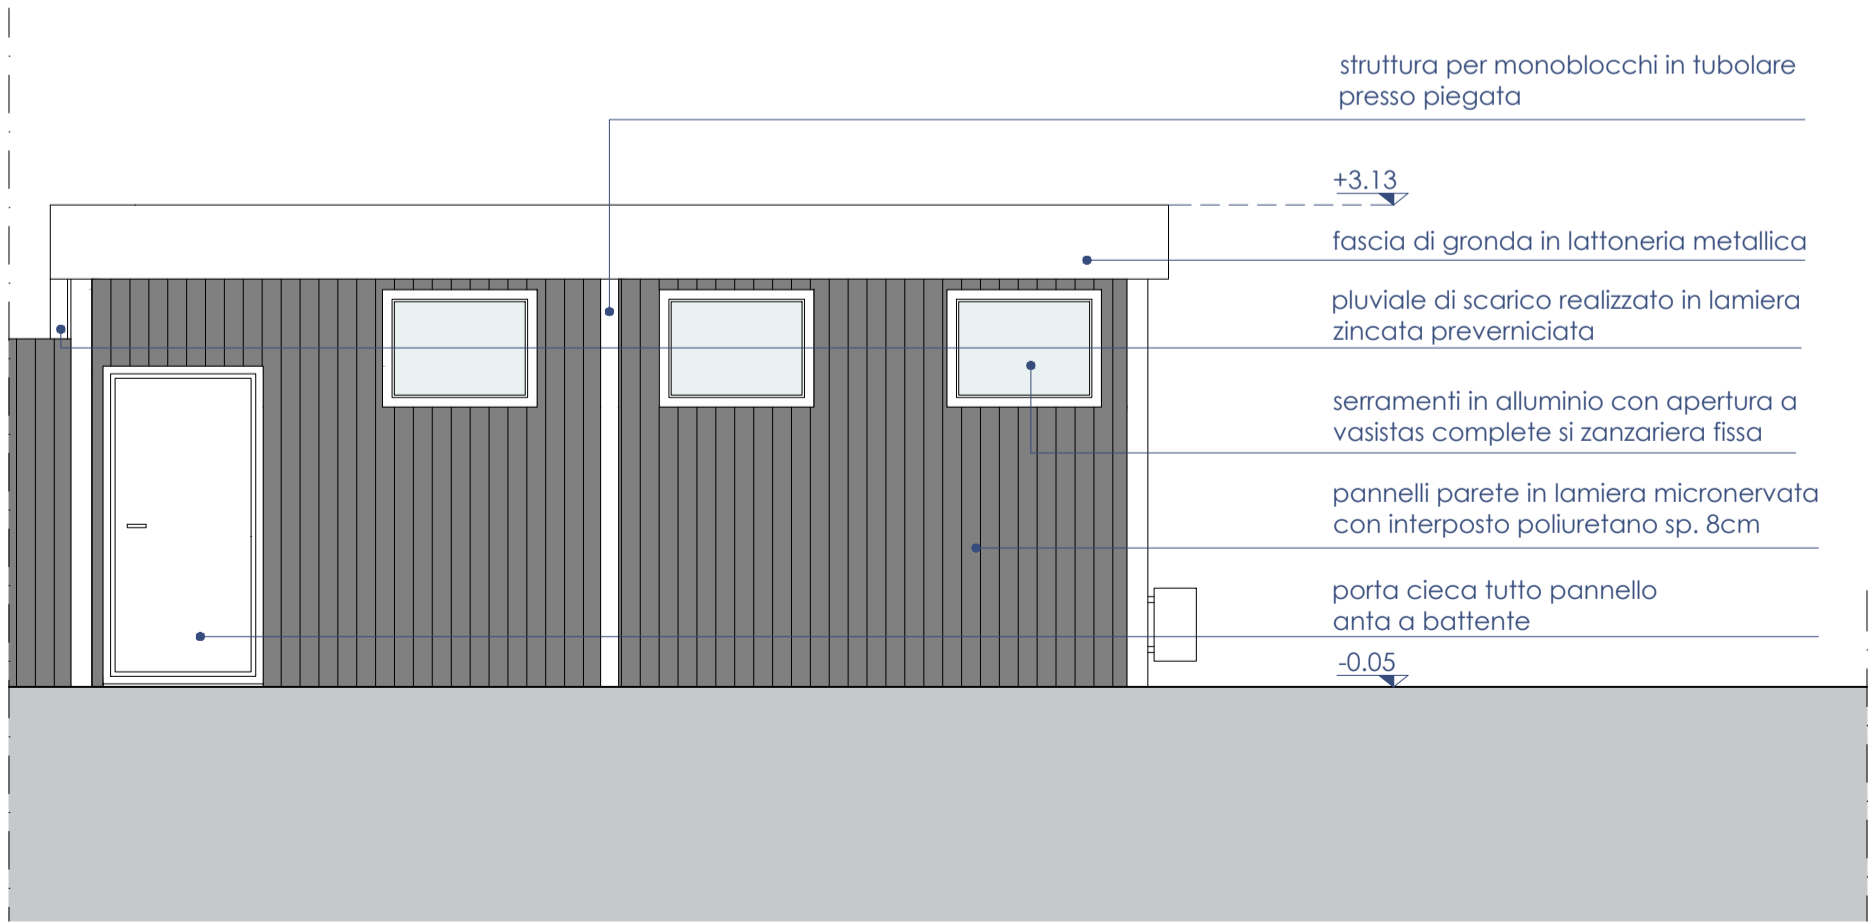 struttura per monoblocchi in tubolare
presso piegata
+3.13
fascia di gronda in lattoneria metallica
pluviale di scarico realizzato in lamiera
zincata preverniciata
serramenti in alluminio con apertura a
vasistas complete si zanzariera fissa
pannelli parete in lamiera micronervata
con interposto poliuretano sp. 8cm
porta cieca tutto pannello
anta a battente
-0.05